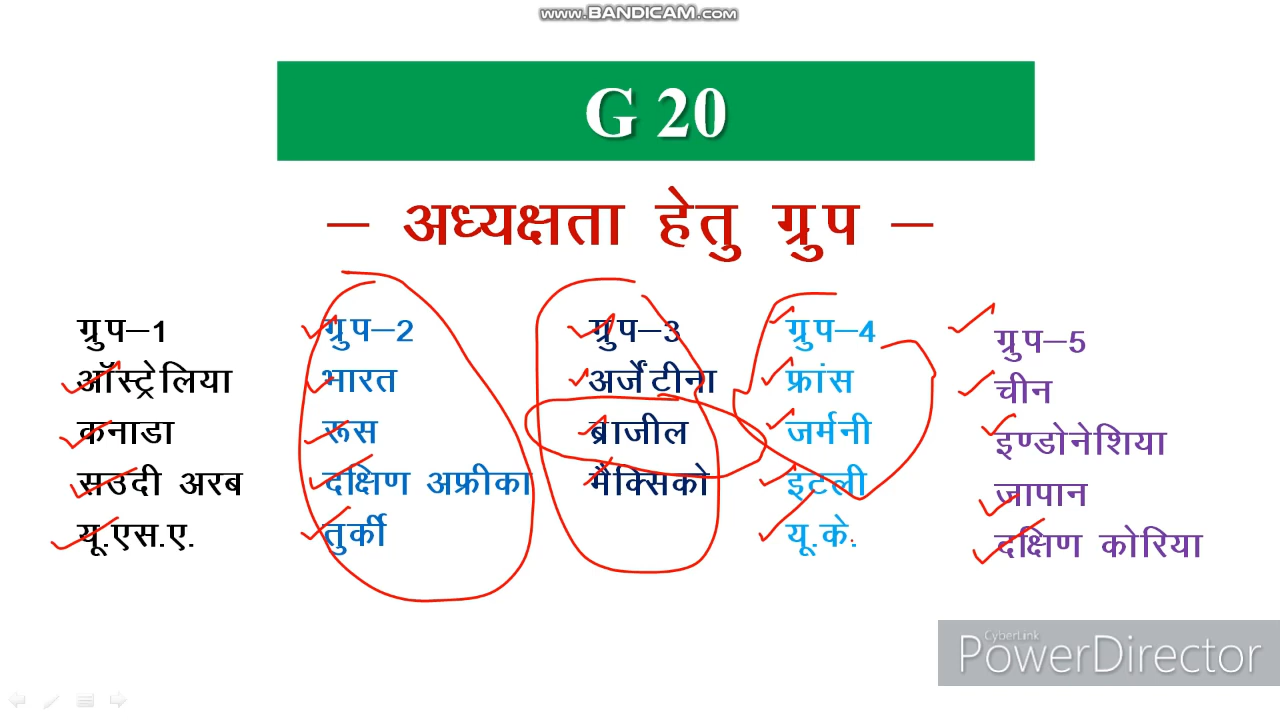 www.BANDICAM.com
G 20
– अध्यक्षता हेतु ग्रुप –
ग्रुप–1
ऑस्ट्रेलिया
कनाडा
सउदी अरब
यू.एस.ए.
ग्रुप–2
भारत
रूस
दक्षिण अफ्रीका
तुर्की
ग्रुप–3
अर्जेंटीना
ब्राजील
मैक्सिको
ग्रुप–4
फ्रांस
जर्मनी
इटली
यू.के.
ग्रुप–5
चीन
इण्डोनेशिया
जापान
दक्षिण कोरिया
CyberLink
PowerDirector